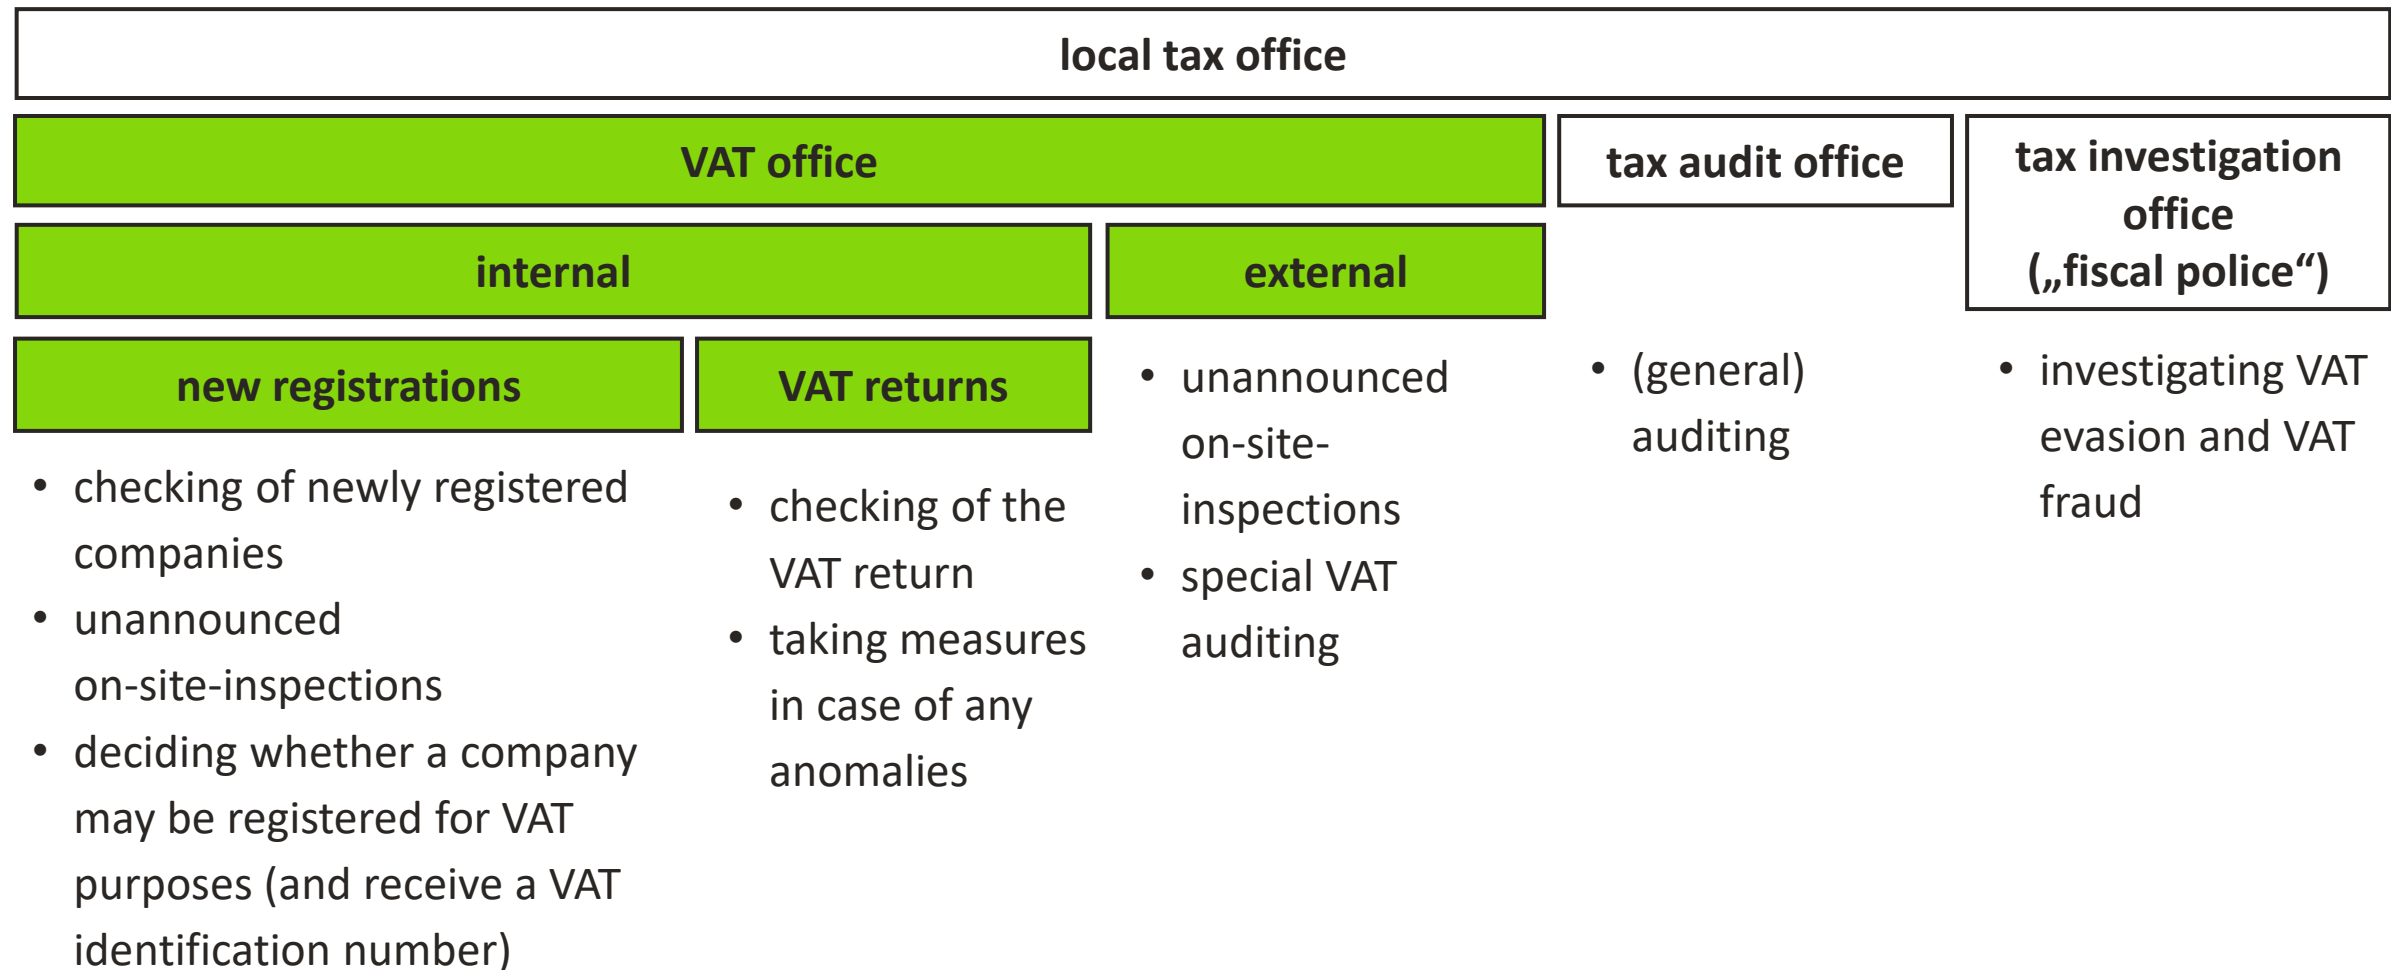 local tax office
VAT office
tax audit office
tax investigation
office
(„fiscal police“)
internal
external
new registrations
VAT returns
• checking of newly registered
companies
• unannounced
on-site-inspections
• deciding whether a company
may be registered for VAT
purposes (and receive a VAT
identification number)
• checking of the
VAT return
• taking measures
in case of any
anomalies
• unannounced
on-site-
inspections
• special VAT
auditing
• (general)
auditing
• investigating VAT
evasion and VAT
fraud